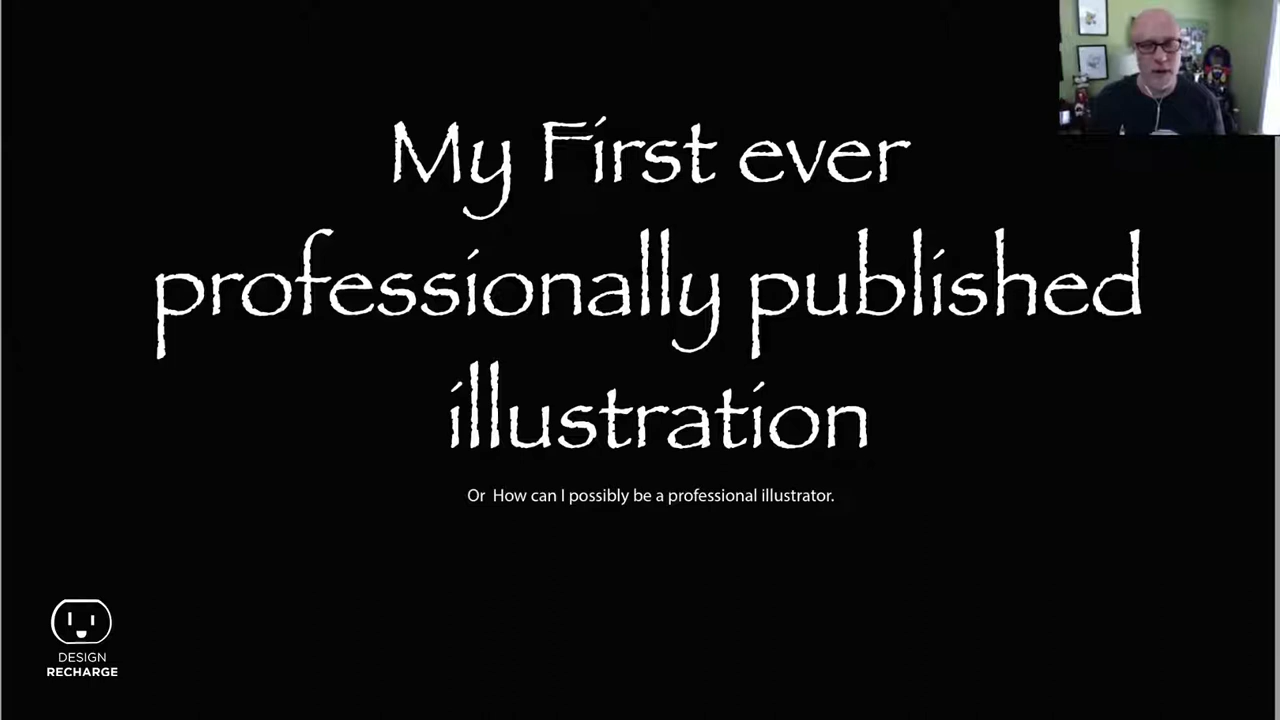 My First ever
professionally published
illustration
Or How can I possibly be a professional illustrator.
DESIGN
RECHARGE